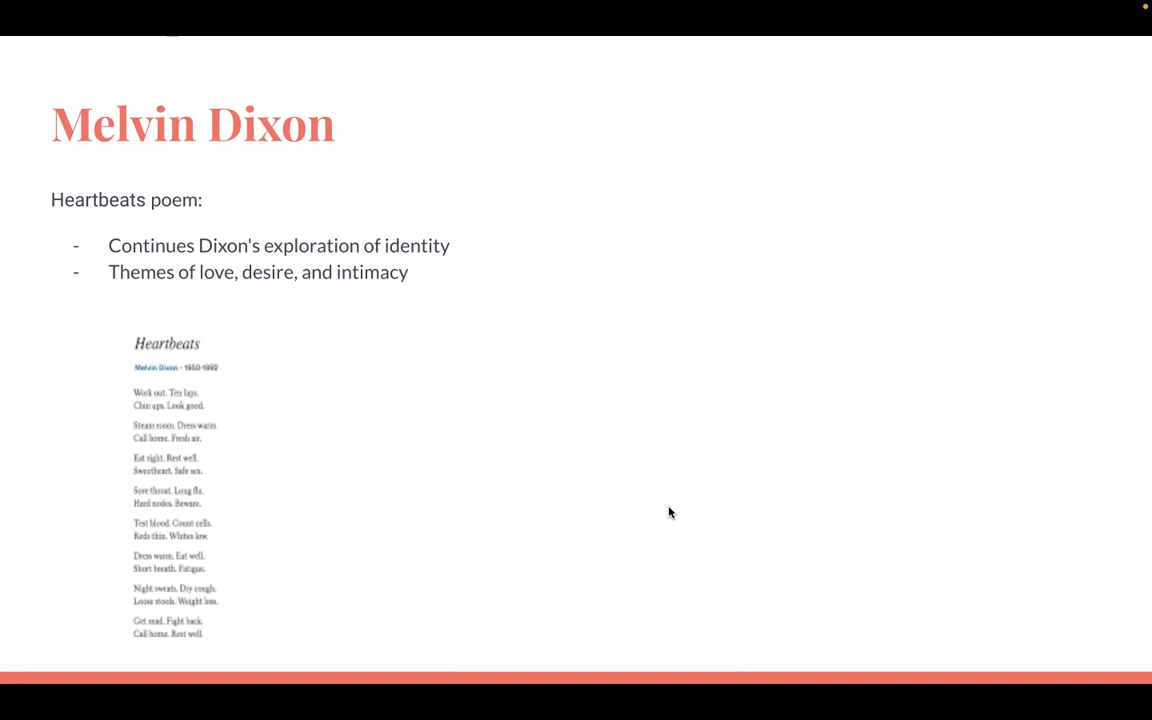 Melvin Dixon
Heartbeats poem:
- Continues Dixon's exploration of identity
- Themes of love, desire, and intimacy
Heartbeats
Melvin Dixon - 1950-1992
Work out. Ten laps.
Chin ups. Look good.
Steam room. Dress warm.
Call home. Fresh air.
Eat right. Rest well.
Sweetheart. Safe sex.
Sore throat. Long flu.
Hard nodes. Beware.
Test blood. Count cells.
Reds thin. Whites low.
Dress warm. Eat well.
Short breath. Fatigue.
Night sweats. Dry cough.
Loose stools. Weight loss.
Get mad. Fight back.
Call home. Rest well.